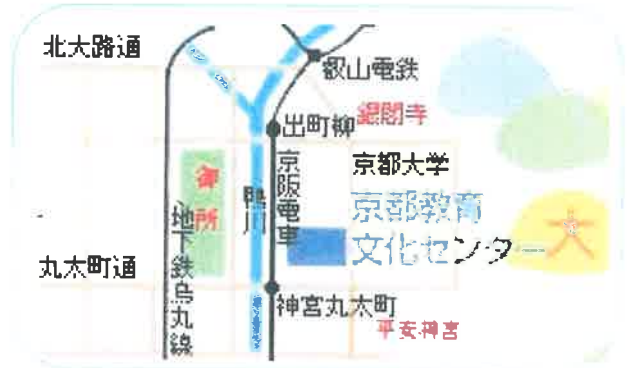 北大路通
叡山電鉄
出町柳
銀閣寺
京都大学
御所
鴨川
京阪電車
京都教育
文化センター
大
地下鉄烏丸線
丸太町通
神宮丸太町
平安神宮